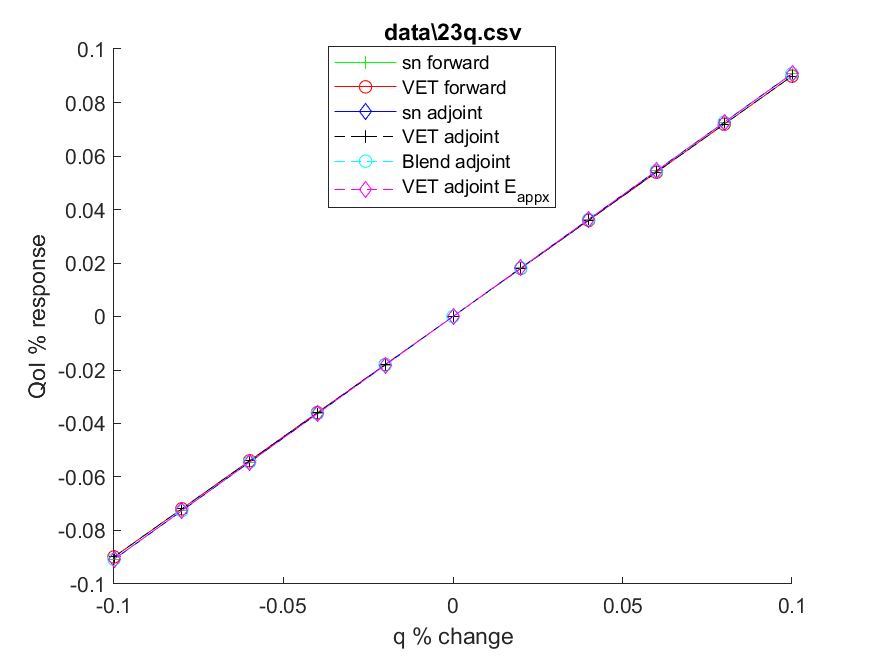 data\23q.csv
sn forward
VET forward
sn adjoint
VET adjoint
Blend adjoint
VET adjoint E appx
0.1
0.08
0.06
0.04
0.02
0
-0.02
-0.04
-0.06
-0.08
-0.1
QoI % response
-0.1
-0.05
0
0.05
0.1
q % change